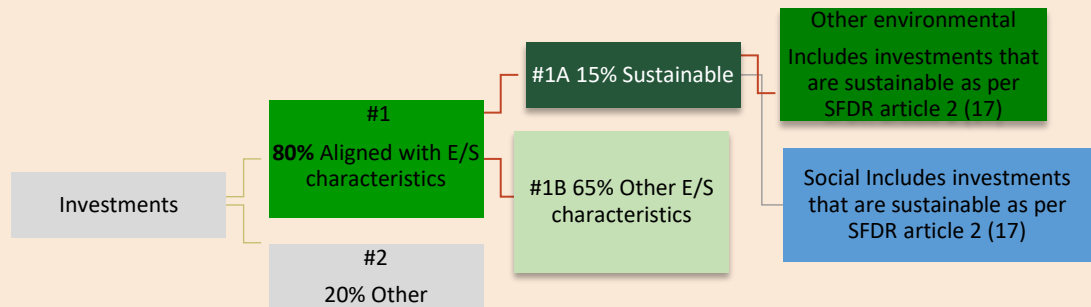 Investments
#1
80% Aligned with E/S
characteristics
#2
20% Other
#1A 15% Sustainable
#1B 65% Other E/S
characteristics
Other environmental
Includes investments that
are sustainable as per
SFDR article 2 (17)
Social Includes investments
that are sustainable as per
SFDR article 2 (17)